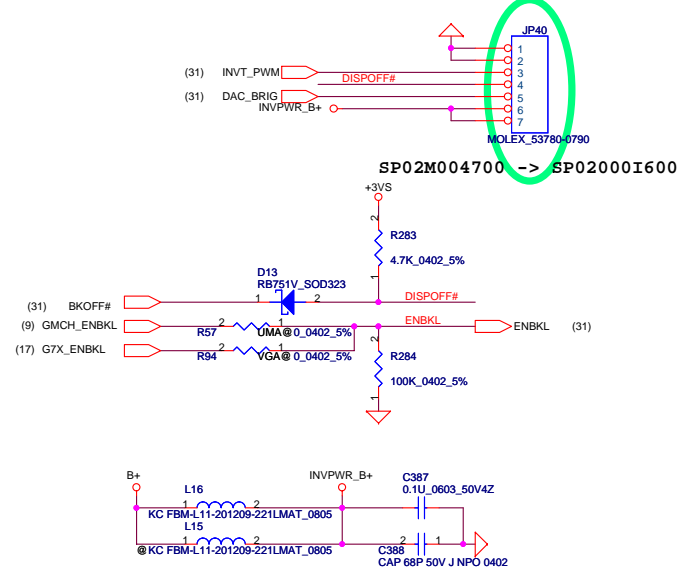 JP40
1
2
(31) INVT_PWM 3
DISPOFF# 4
(31) DAC_BRIG 5
INVPWR_B+ 6
7
MOLEX_53780-0790
SP02M004700 -> SP02000I600
+3VS
2
R283
4.7K_0402_5%
1
D13
RB751V_SOD323
(31) BKOFF# 1 2 DISPOFF#
(9) GMCH_ENBKL 2 1 ENBKL ENBKL (31)
R57 UMA@ 0_0402_5%
(17) G7X_ENBKL 2 1
R94 VGA@ 0_0402_5%
2
R284
100K_0402_5%
1
B+ INVPWR_B+ C387
0.1U_0603_50V4Z
L16
1 2
KC FBM-L11-201209-221LMAT_0805
L15
1 2 2 1
@ KC FBM-L11-201209-221LMAT_0805
C388
CAP 68P 50V J NPO 0402